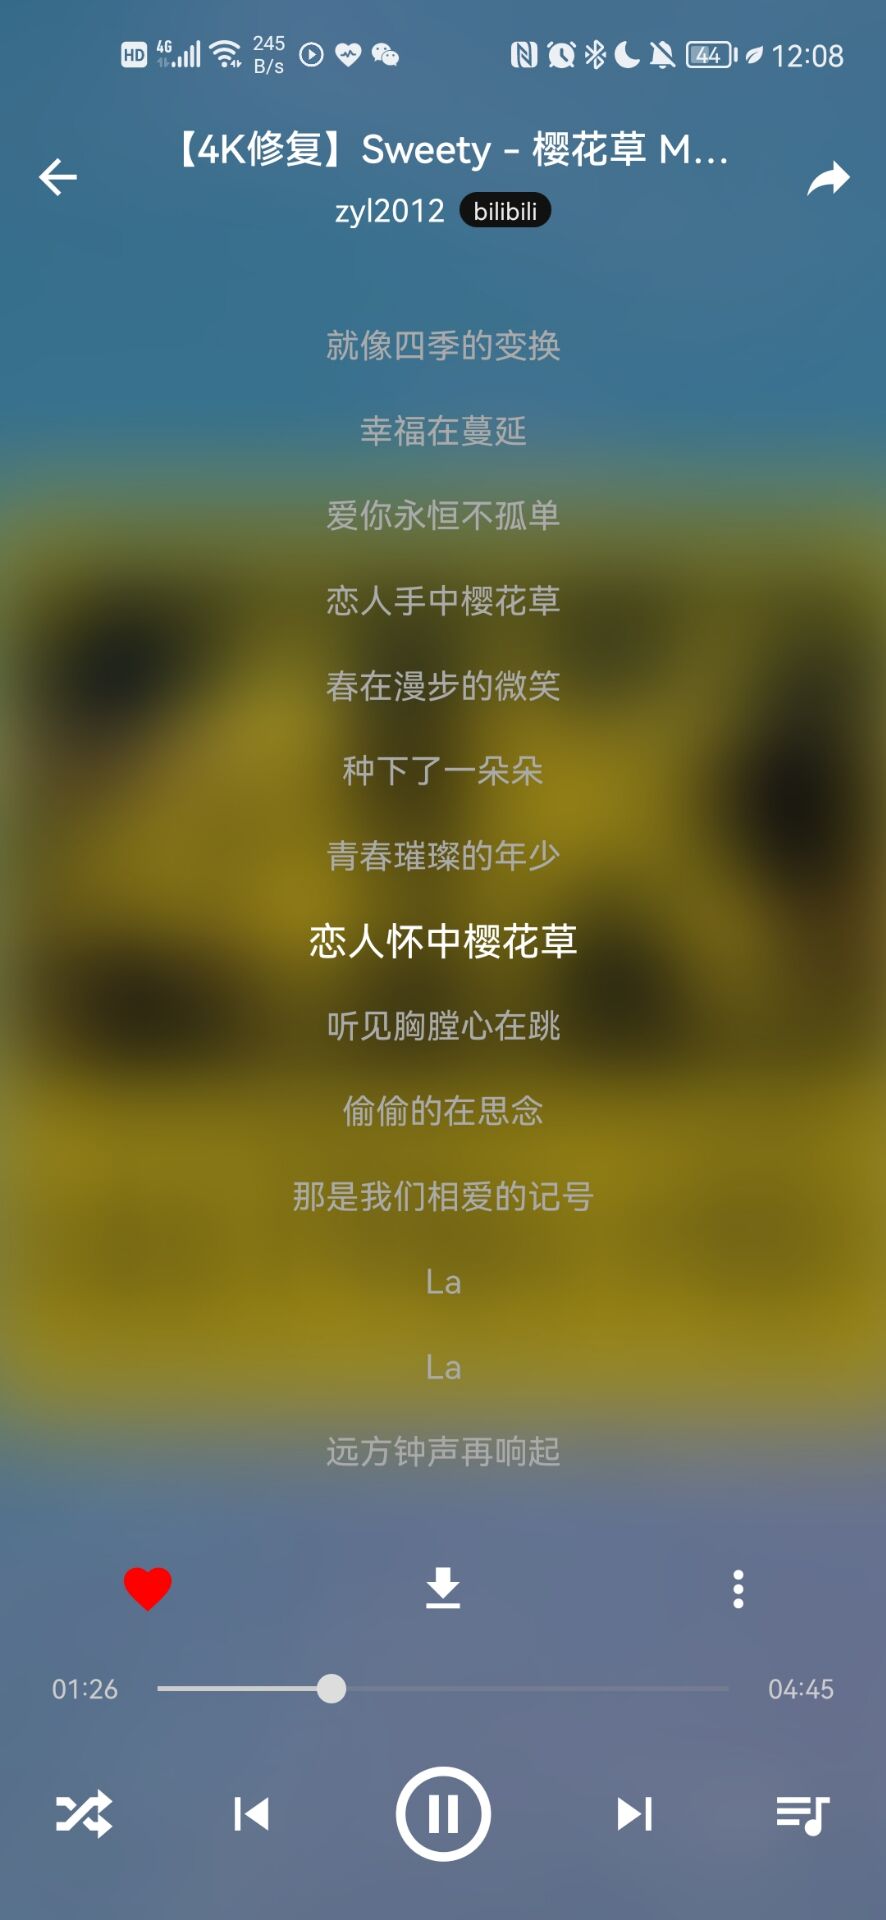 HD 4G 245 B/s 44 12:08
【4K修复】Sweety - 樱花草 M...
zyl2012 bilibili
就像四季的变换
幸福在蔓延
爱你永恒不孤单
恋人手中樱花草
春在漫步的微笑
种下了一朵朵
青春璀璨的年少
恋人怀中樱花草
听见胸膛心在跳
偷偷的在思念
那是我们相爱的记号
La
La
远方钟声再响起
01:26 04:45